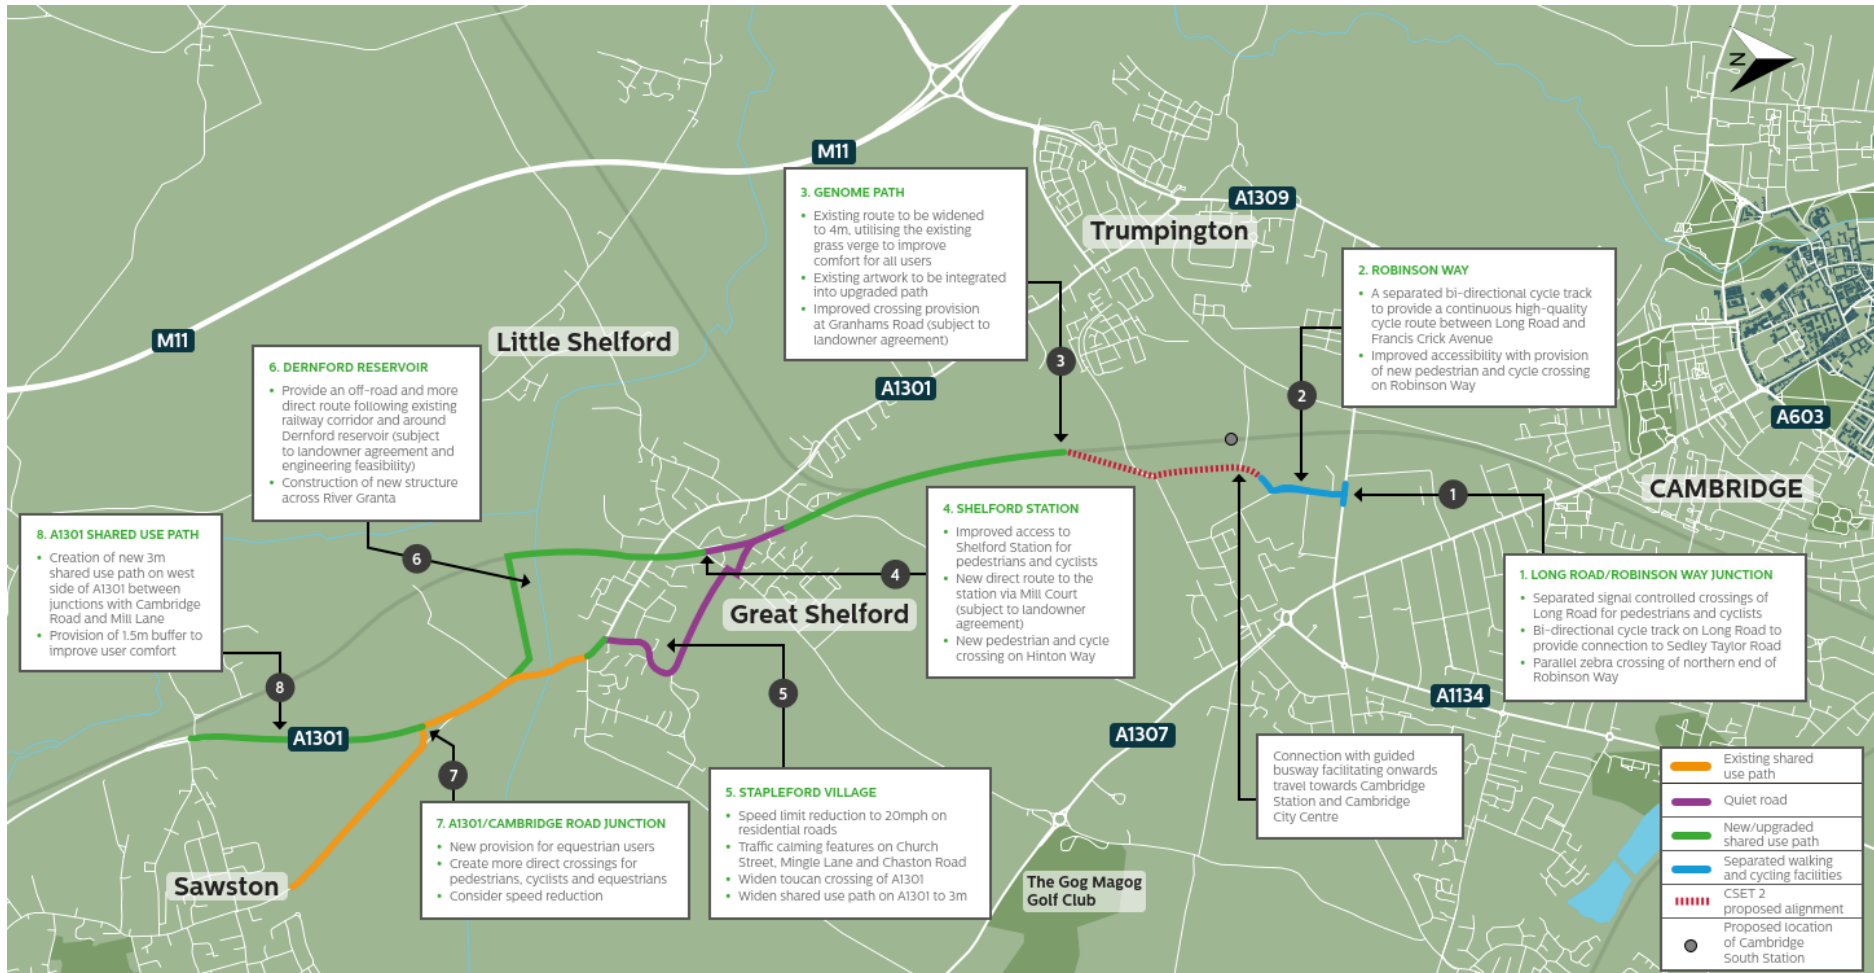 N
M11
M11
A1309
Trumpington
Little Shelford
A1301
A603
CAMBRIDGE
Great Shelford
A1134
A1307
A1301
Sawston
The Gog Magog
Golf Club
3. GENOME PATH
• Existing route to be widened
to 4m, utilising the existing
grass verge to improve
comfort for all users
• Existing artwork to be integrated
into upgraded path
• Improved crossing provision
at Granhams Road (subject to
landowner agreement)
3
2. ROBINSON WAY
• A separated bi-directional cycle track
to provide a continuous high-quality
cycle route between Long Road and
Francis Crick Avenue
• Improved accessibility with provision
of new pedestrian and cycle crossing
on Robinson Way
2
6. DERNFORD RESERVOIR
• Provide an off-road and more
direct route following existing
railway corridor and around
Dernford reservoir (subject
to landowner agreement and
engineering feasibility)
• Construction of new structure
across River Granta
6
8. A1301 SHARED USE PATH
• Creation of new 3m
shared use path on west
side of A1301 between
junctions with Cambridge
Road and Mill Lane
• Provision of 1.5m buffer to
improve user comfort
8
4. SHELFORD STATION
• Improved access to
Shelford Station for
pedestrians and cyclists
• New direct route to the
station via Mill Court
(subject to landowner
agreement)
• New pedestrian and cycle
crossing on Hinton Way
4
1
1. LONG ROAD/ROBINSON WAY JUNCTION
• Separated signal controlled crossings of
Long Road for pedestrians and cyclists
• Bi-directional cycle track on Long Road to
provide connection to Sedley Taylor Road
• Parallel zebra crossing of northern end of
Robinson Way
5
5. STAPLEFORD VILLAGE
• Speed limit reduction to 20mph on
residential roads
• Traffic calming features on Church
Street, Mingle Lane and Chaston Road
• Widen toucan crossing of A1301
• Widen shared use path on A1301 to 3m
7
7. A1301/CAMBRIDGE ROAD JUNCTION
• New provision for equestrian users
• Create more direct crossings for
pedestrians, cyclists and equestrians
• Consider speed reduction
Connection with guided
busway facilitating onwards
travel towards Cambridge
Station and Cambridge
City Centre
Existing shared
use path
Quiet road
New/upgraded
shared use path
Separated walking
and cycling facilities
CSET 2
proposed alignment
Proposed location
of Cambridge
South Station